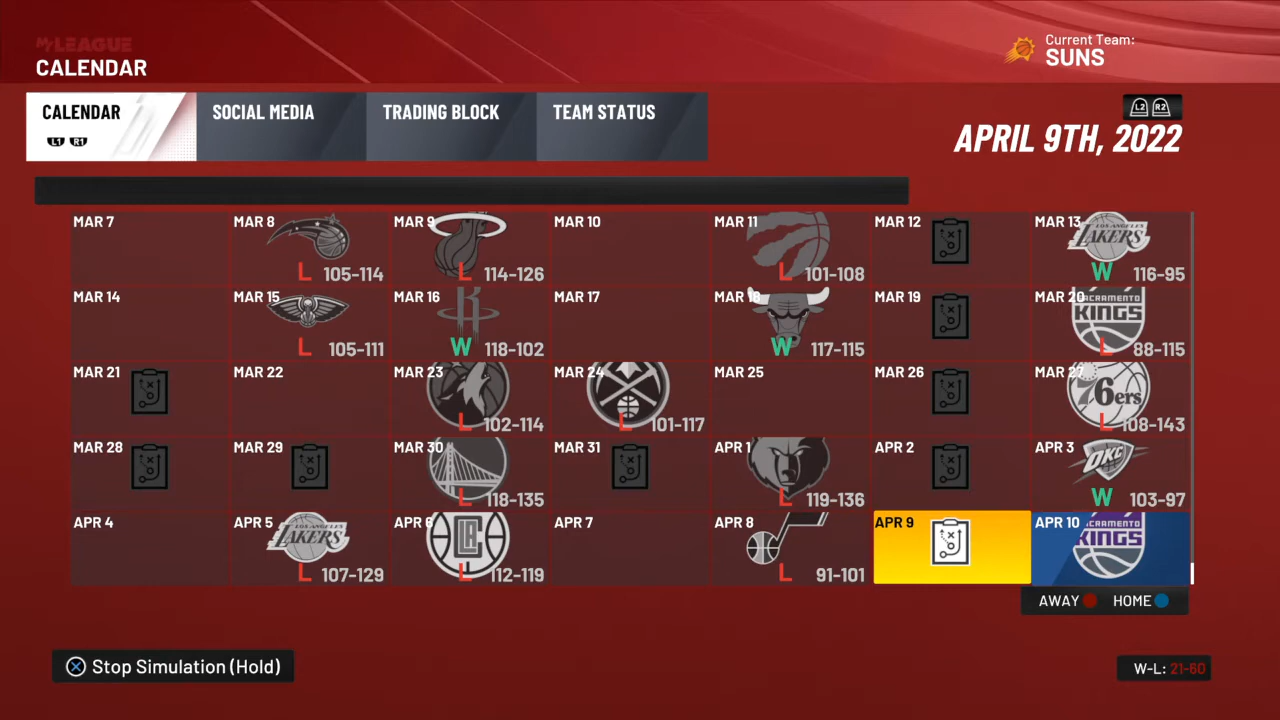 MyLEAGUE
CALENDAR
Current Team:
SUNS
CALENDAR
L1 R1
SOCIAL MEDIA
TRADING BLOCK
TEAM STATUS
L2 R2
APRIL 9TH, 2022
MAR 7
MAR 8
L 105-114
MAR 9
L 114-126
MAR 10
MAR 11
L 101-108
MAR 12
MAR 13
LOS ANGELES
LAKERS
W 116-95
MAR 14
MAR 15
L 105-111
MAR 16
W 118-102
MAR 17
MAR 18
W 117-115
MAR 19
MAR 20
SACRAMENTO
KINGS
L 88-115
MAR 21
MAR 22
MAR 23
L 102-114
MAR 24
L 101-117
MAR 25
MAR 26
MAR 27
76ers
L 108-143
MAR 28
MAR 29
MAR 30
L 118-135
MAR 31
APR 1
L 119-136
APR 2
APR 3
OKC
W 103-97
APR 4
APR 5
LOS ANGELES
LAKERS
L 107-129
APR 6
LA
L 112-119
APR 7
APR 8
L 91-101
APR 9
APR 10
SACRAMENTO
KINGS
AWAY HOME
Stop Simulation (Hold)
W-L: 21-60